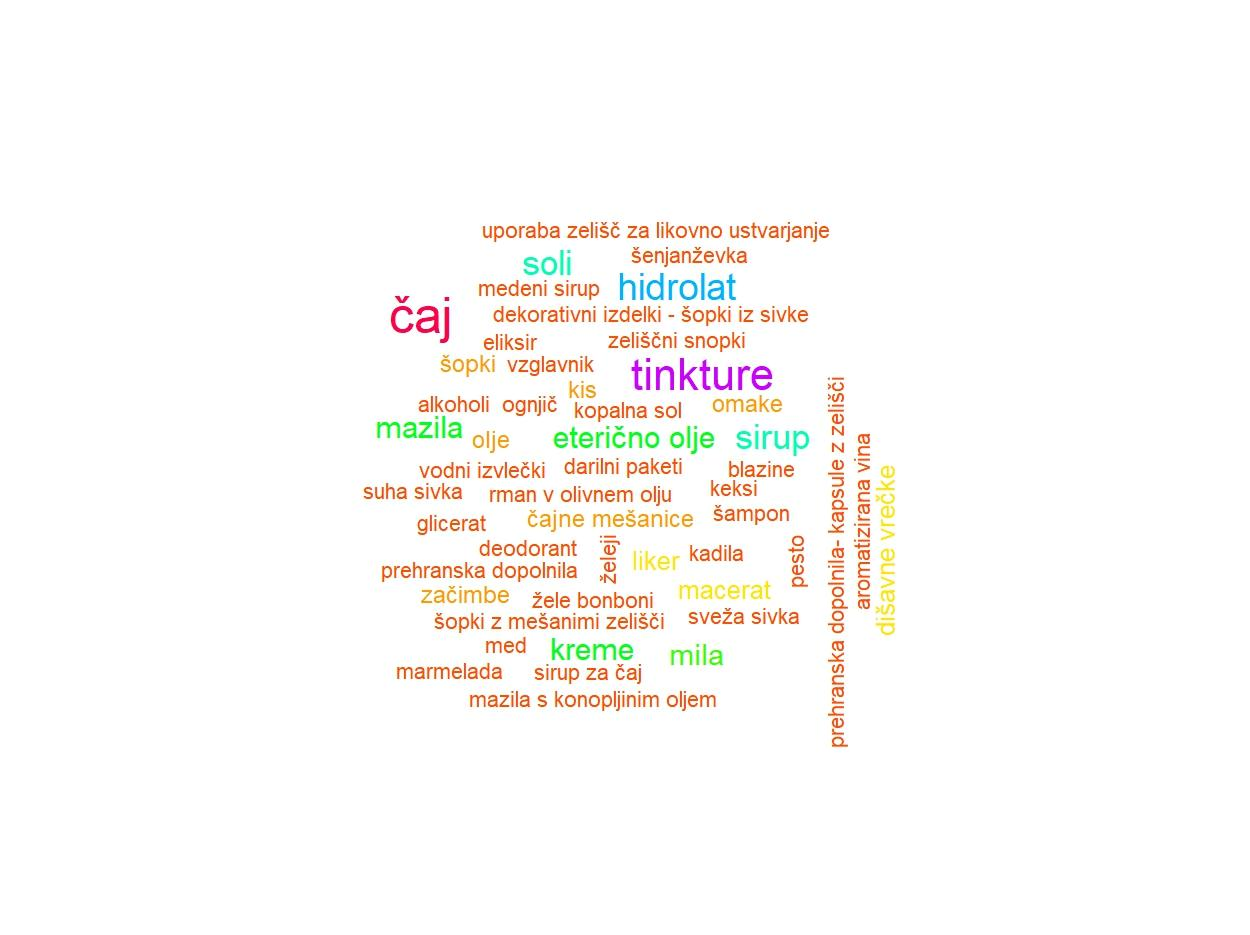 uporaba zelišč za likovno ustvarjanje
šenjanževka
soli
hidrolat
medeni sirup
čaj
dekorativni izdelki - šopki iz sivke
eliksir
zeliščni snopki
šopki
vzglavnik
tinkture
kis
alkoholi
ognjič
kopalna sol
omake
mazila
olje
eterično olje
sirup
vodni izvlečki
darilni paketi
blazine
suha sivka
rman v olivnem olju
keksi
glicerat
čajne mešanice
šampon
deodorant
želeji
liker
kadila
pesto
prehranska dopolnila
začimbe
žele bonboni
macerat
šopki z mešanimi zelišči
sveža sivka
med
kreme
mila
marmelada
sirup za čaj
mazila s konopljinim oljem
prehranska dopolnila- kapsule z zelišči
aromatizirana vina
dišavne vrečke